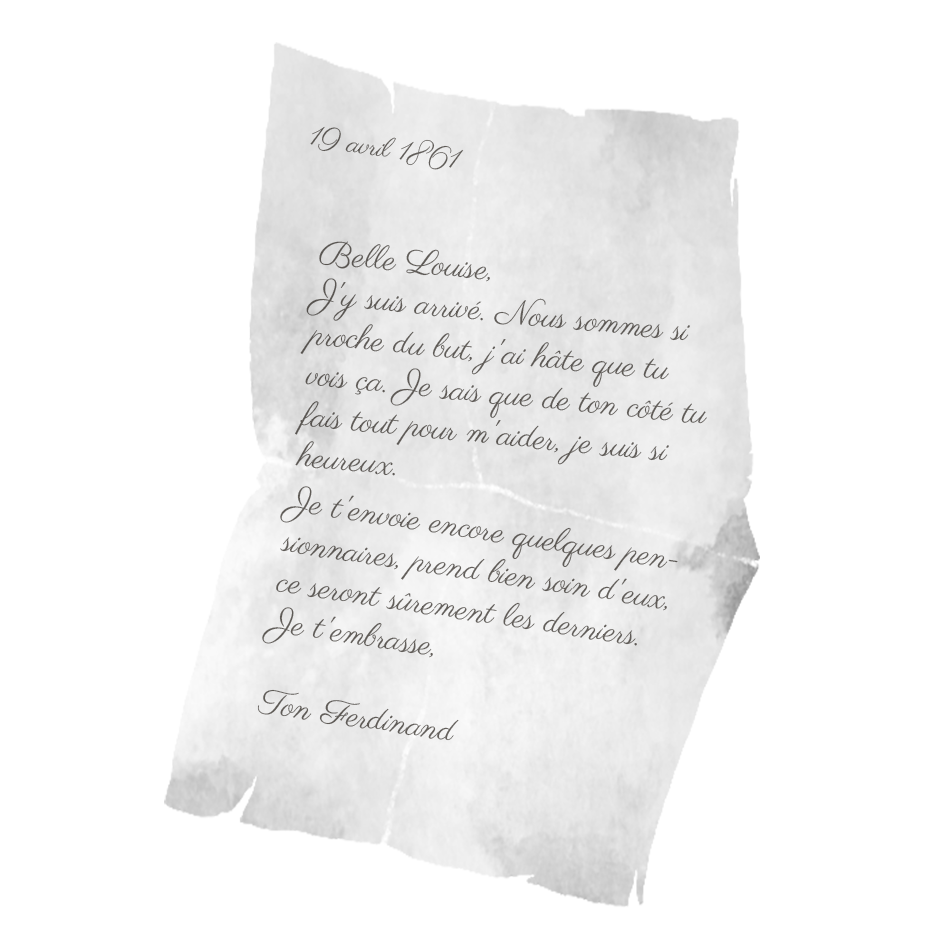 19 avril 1861
Belle Louise,
J'y suis arrivé. Nous sommes si
proche du but, j'ai hâte que tu
vois ça. Je sais que de ton côté tu
fais tout pour m'aider, je suis si
heureux.
Je t'envoie encore quelques pen-
sionnaires, prend bien soin d'eux,
ce seront sûrement les derniers.
Je t'embrasse,
Ton Ferdinand